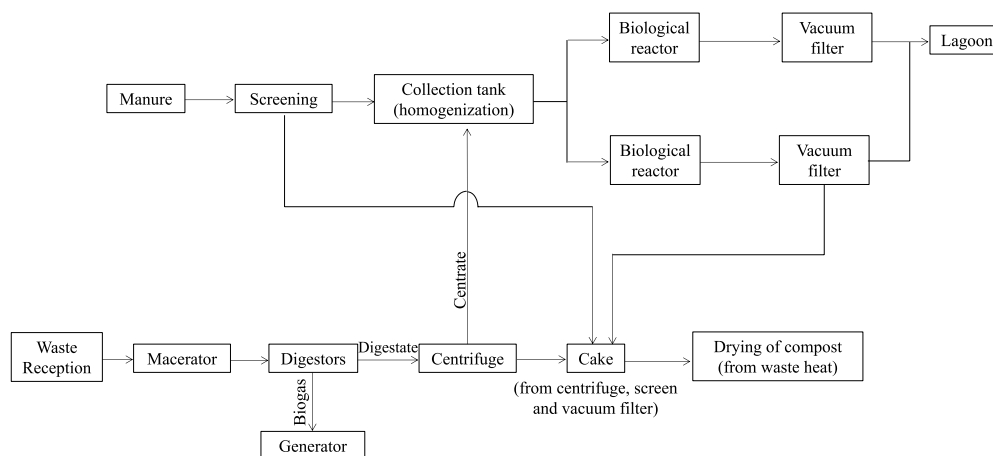 Biological
reactor
Vacuum
filter
Lagoon
Manure
Screening
Collection tank
(homogenization)
Biological
reactor
Vacuum
filter
Centrate
Waste
Reception
Macerator
Digestors
Digestate
Centrifuge
Cake
Drying of compost
(from waste heat)
(from centrifuge, screen
and vacuum filter)
Biogas
Generator